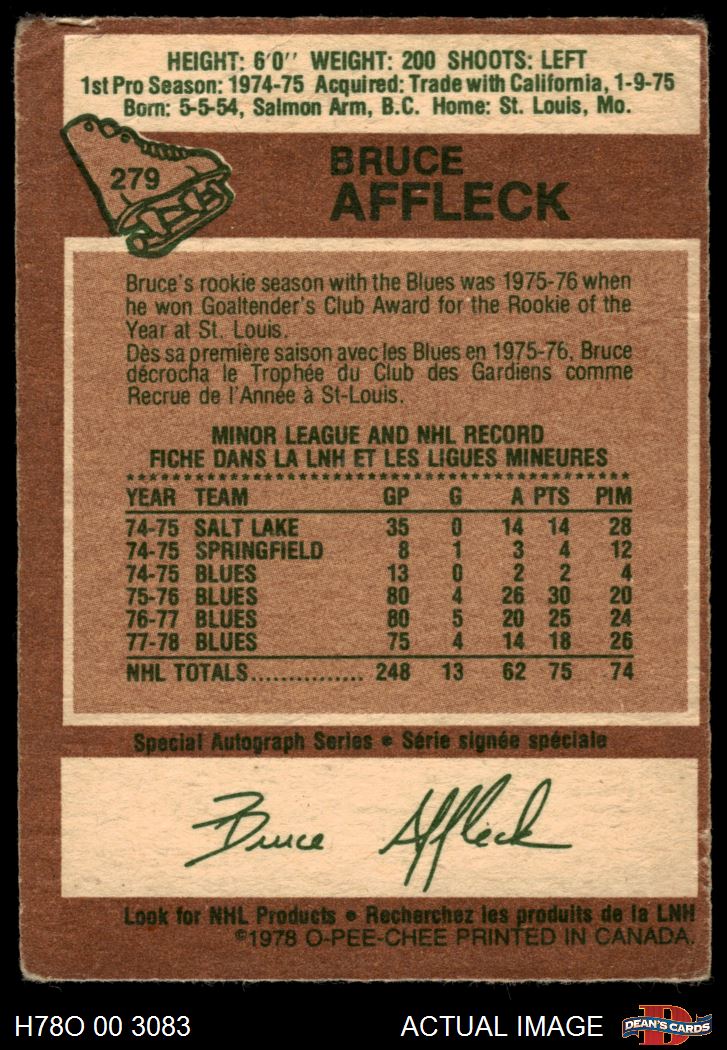 HEIGHT: 6'0" WEIGHT: 200 SHOOTS: LEFT
1st Pro Season: 1974-75 Acquired: Trade with California, 1-9-75
Born: 5-5-54, Salmon Arm, B.C. Home: St. Louis, Mo.
279
BRUCE
AFFLECK
Bruce's rookie season with the Blues was 1975-76 when
he won Goaltender's Club Award for the Rookie of the
Year at St. Louis.
Dès sa première saison avec les Blues en 1975-76, Bruce
décrocha le Trophée du Club des Gardiens comme
Recrue de l'Année à St-Louis.
MINOR LEAGUE AND NHL RECORD
FICHE DANS LA LNH ET LES LIGUES MINEURES
YEAR TEAM GP G A PTS PIM
74-75 SALT LAKE 35 0 14 14 28
74-75 SPRINGFIELD 8 1 3 4 12
74-75 BLUES 13 0 2 2 4
75-76 BLUES 80 4 26 30 20
76-77 BLUES 80 5 20 25 24
77-78 BLUES 75 4 14 18 26
NHL TOTALS............... 248 13 62 75 74
Special Autograph Series • Série signée spéciale
Bruce Affleck
Look for NHL Products • Recherchez les produits de la LNH
©1978 O-PEE-CHEE PRINTED IN CANADA.
H78O 00 3083 ACTUAL IMAGE
D
DEAN'S CARDS